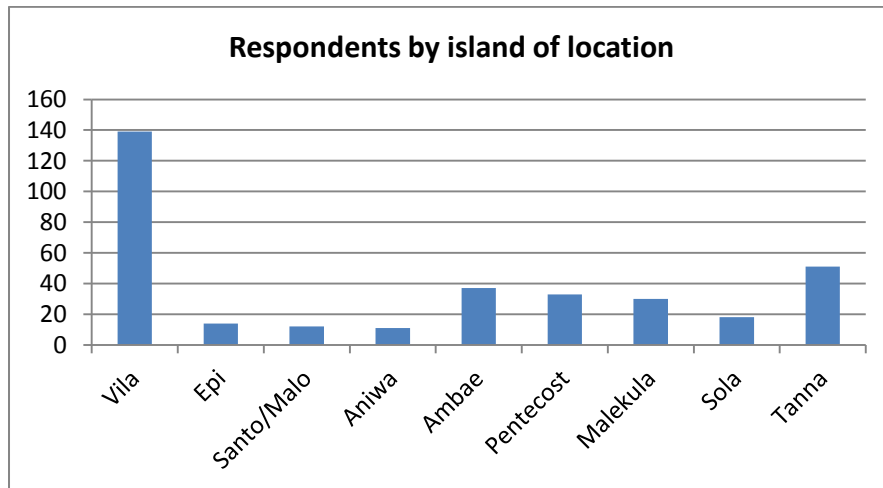 Respondents by island of location
160
140
120
100
80
60
40
20
0
Vila
Epi
Santo/Malo
Aniwa
Ambae
Pentecost
Malekula
Sola
Tanna